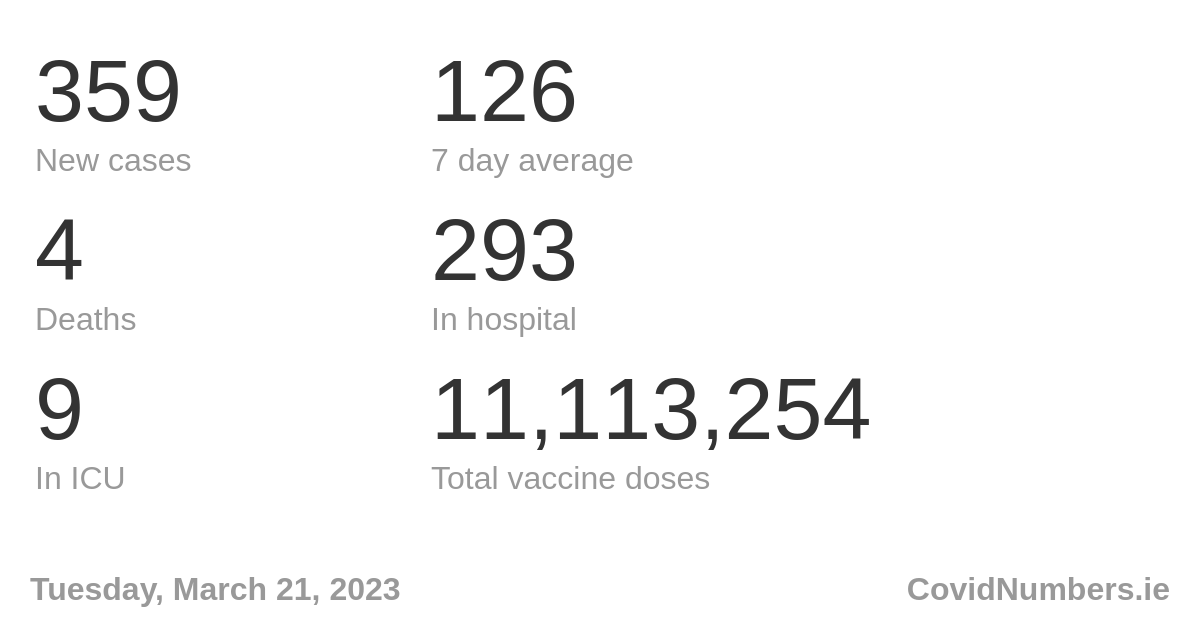 359 126
New cases 7 day average
4 293
Deaths In hospital
9 11,113,254
In ICU Total vaccine doses
Tuesday, March 21, 2023 CovidNumbers.ie